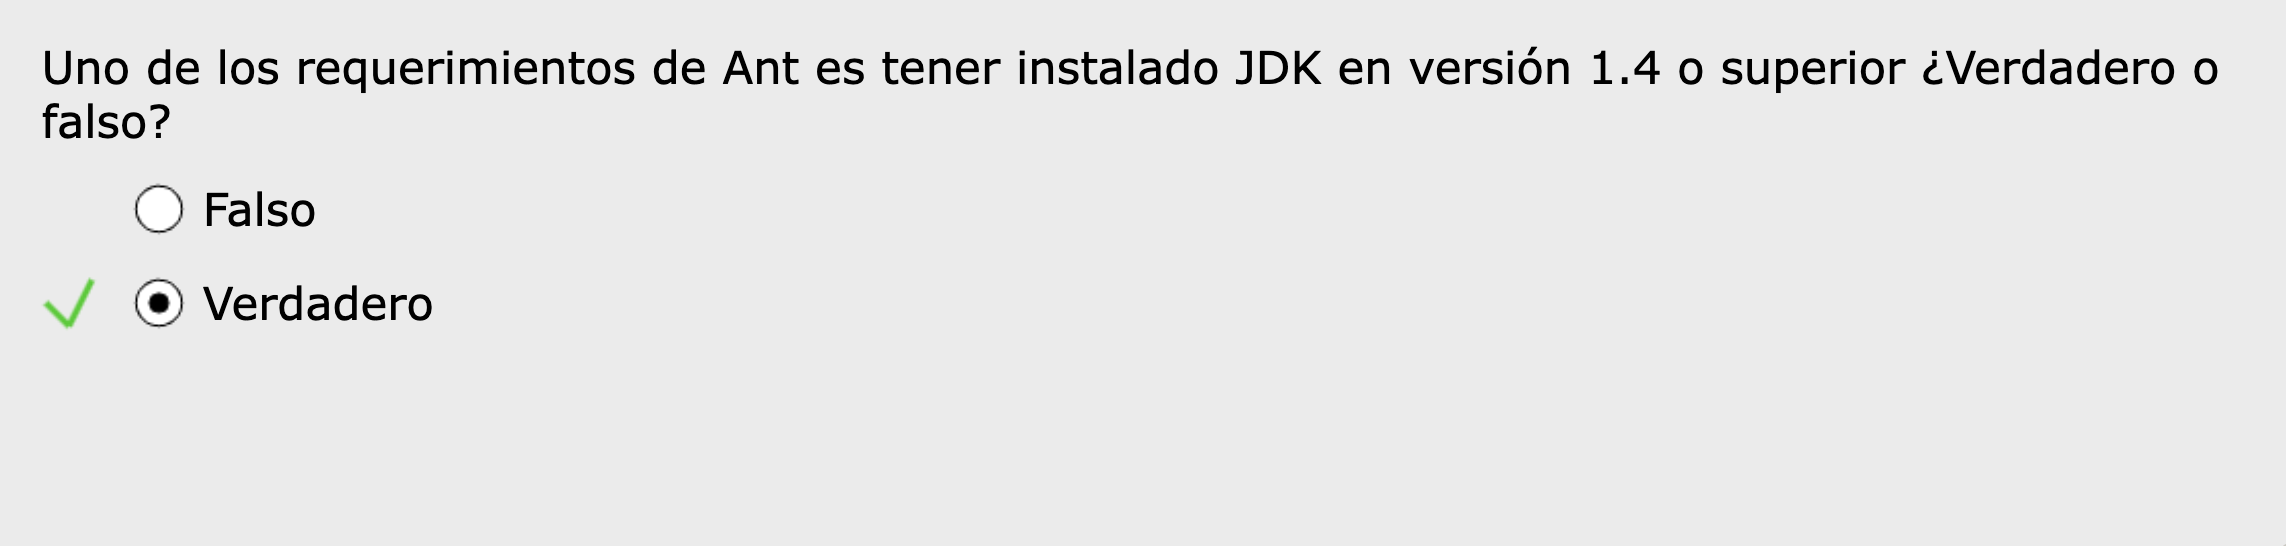 Uno de los requerimientos de Ant es tener instalado JDK en versión 1.4 o superior ¿Verdadero o
falso?
Falso
Verdadero